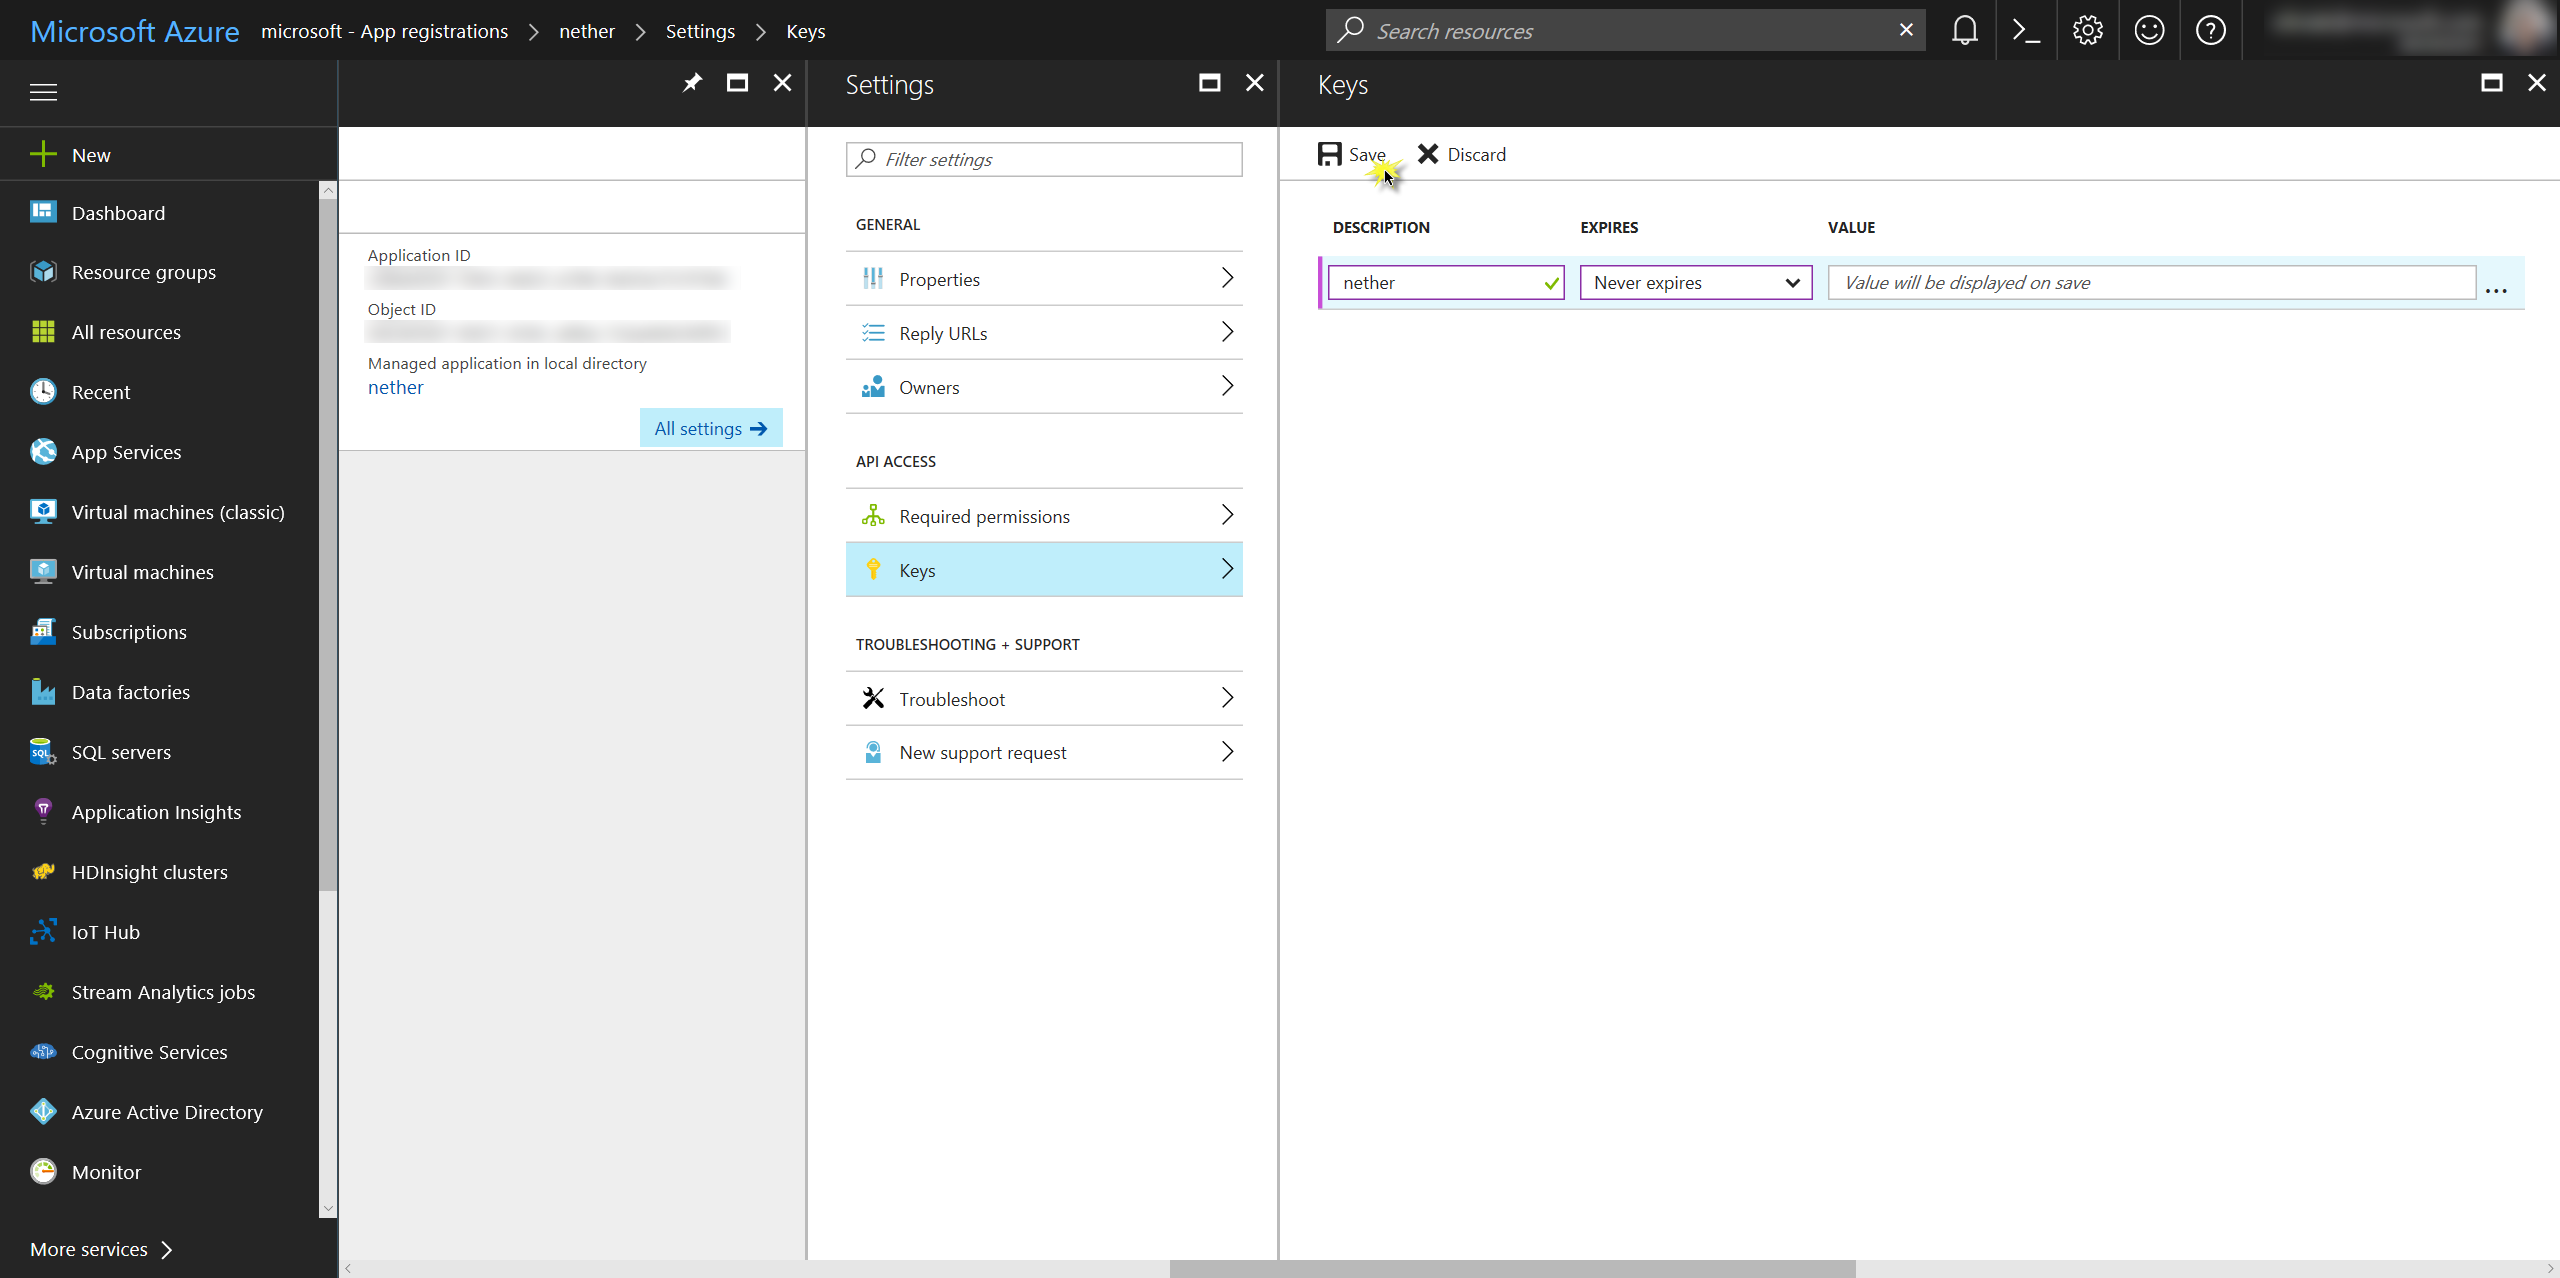 Microsoft Azure microsoft - App registrations nether Settings Keys
Search resources
New
Dashboard
Resource groups
All resources
Recent
App Services
Virtual machines (classic)
Virtual machines
Subscriptions
Data factories
SQL servers
Application Insights
HDInsight clusters
IoT Hub
Stream Analytics jobs
Cognitive Services
Azure Active Directory
Monitor
More services
Application ID
Object ID
Managed application in local directory
nether
All settings
Settings
Filter settings
GENERAL
Properties
Reply URLs
Owners
API ACCESS
Required permissions
Keys
TROUBLESHOOTING + SUPPORT
Troubleshoot
New support request
Keys
Save Discard
DESCRIPTION EXPIRES VALUE
nether Never expires Value will be displayed on save ...